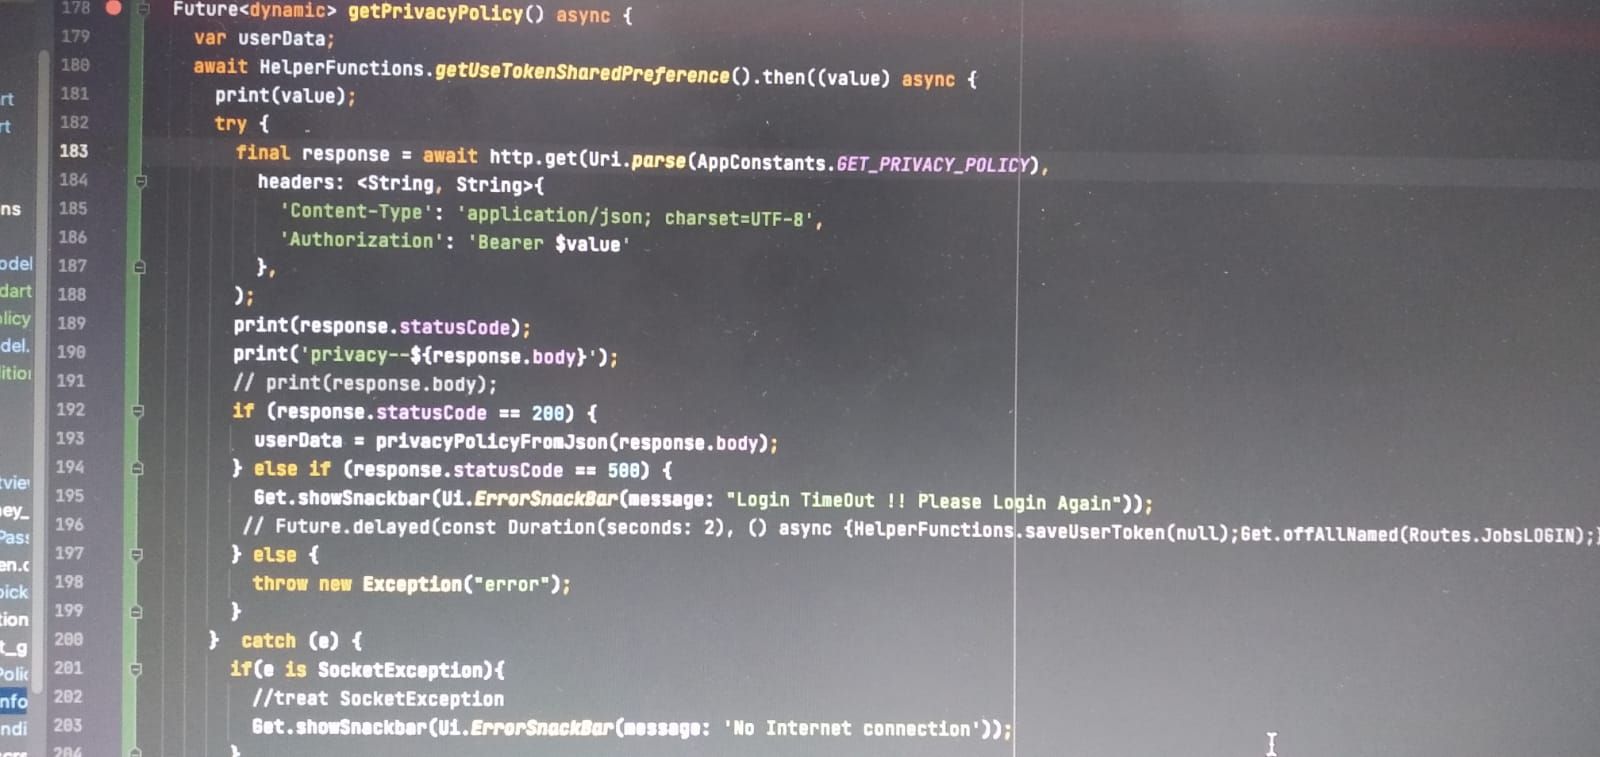 178 Future<dynamic> getPrivacyPolicy() async {
179 var userData;
180 await HelperFunctions.getUseTokenSharedPreference().then((value) async {
181 print(value);
182 try {
183 final response = await http.get(Uri.parse(AppConstants.GET_PRIVACY_POLICY),
184 headers: <String, String>{
185 'Content-Type': 'application/json; charset=UTF-8',
186 'Authorization': 'Bearer $value'
187 },
188 );
189 print(response.statusCode);
190 print('privacy--${response.body}');
191 // print(response.body);
192 if (response.statusCode == 200) {
193 userData = privacyPolicyFromJson(response.body);
194 } else if (response.statusCode == 500) {
195 Get.showSnackbar(Ui.ErrorSnackBar(message: "Login TimeOut !! Please Login Again"));
196 // Future.delayed(const Duration(seconds: 2), () async {HelperFunctions.saveUserToken(null);Get.offAllNamed(Routes.JobsLOGIN);}
197 } else {
198 throw new Exception("error");
199 }
200 } catch (e) {
201 if(e is SocketException){
202 //treat SocketException
203 Get.showSnackbar(Ui.ErrorSnackBar(message: 'No Internet connection'));
204 }
rt
rt
ns
odel
dart
licy
del.
itio
tvie
ey_
Pass
en.c
pick
tion
t_g
Polic
nfo
ndi